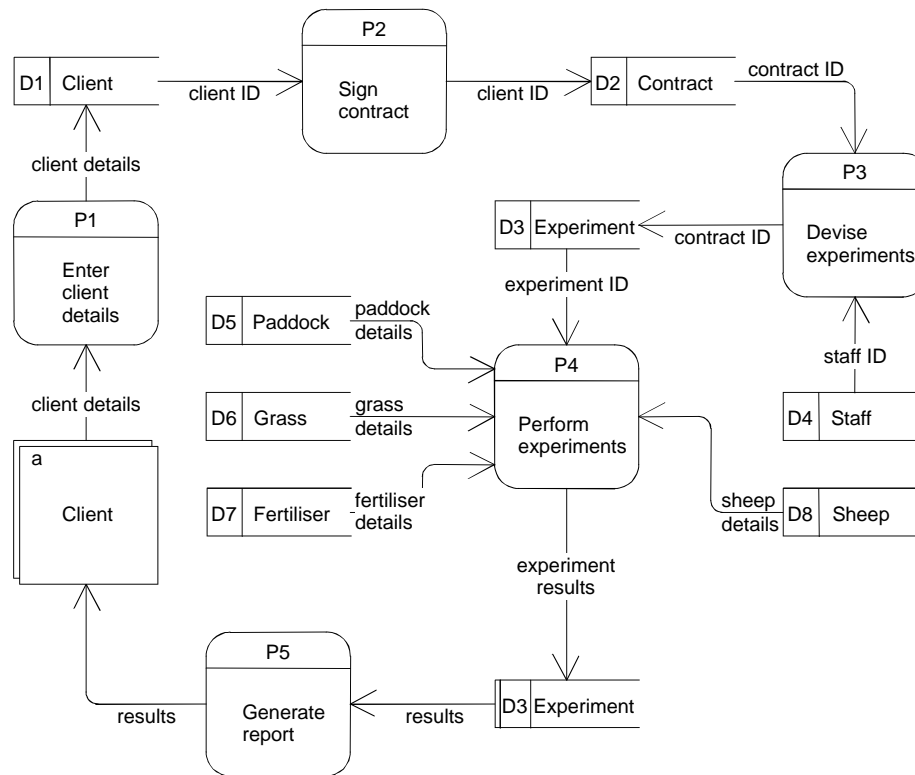 P2
D1 Client
client ID
Sign
contract
client ID
D2 Contract
contract ID
client details
P3
Devise
experiments
P1
Enter
client
details
D3 Experiment
contract ID
experiment ID
D5 Paddock
paddock
details
staff ID
P4
Perform
experiments
client details
D6 Grass
grass
details
D4 Staff
a
Client
D7 Fertiliser
fertiliser
details
sheep
details
D8 Sheep
experiment
results
P5
Generate
report
results
results
D3 Experiment